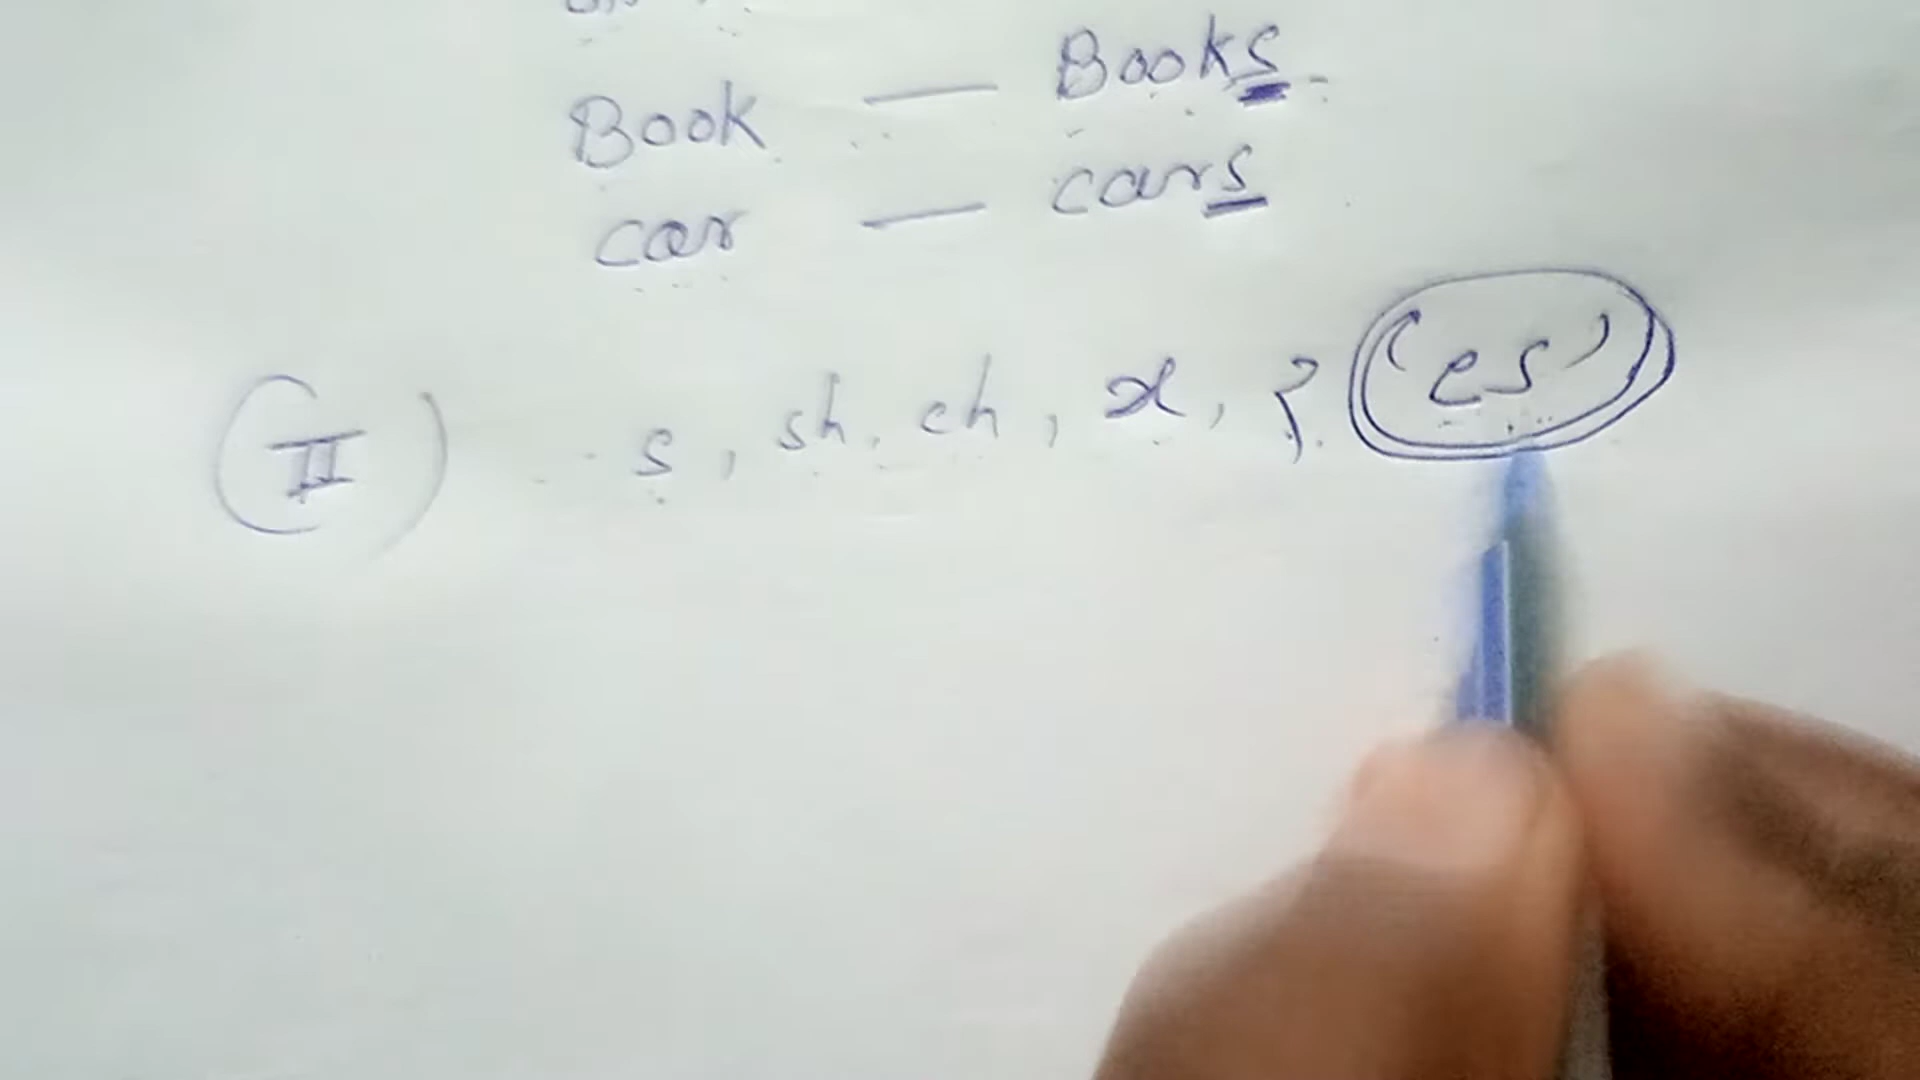 Book — Books
car — cars
(II) s, sh, ch, x, z ('es')